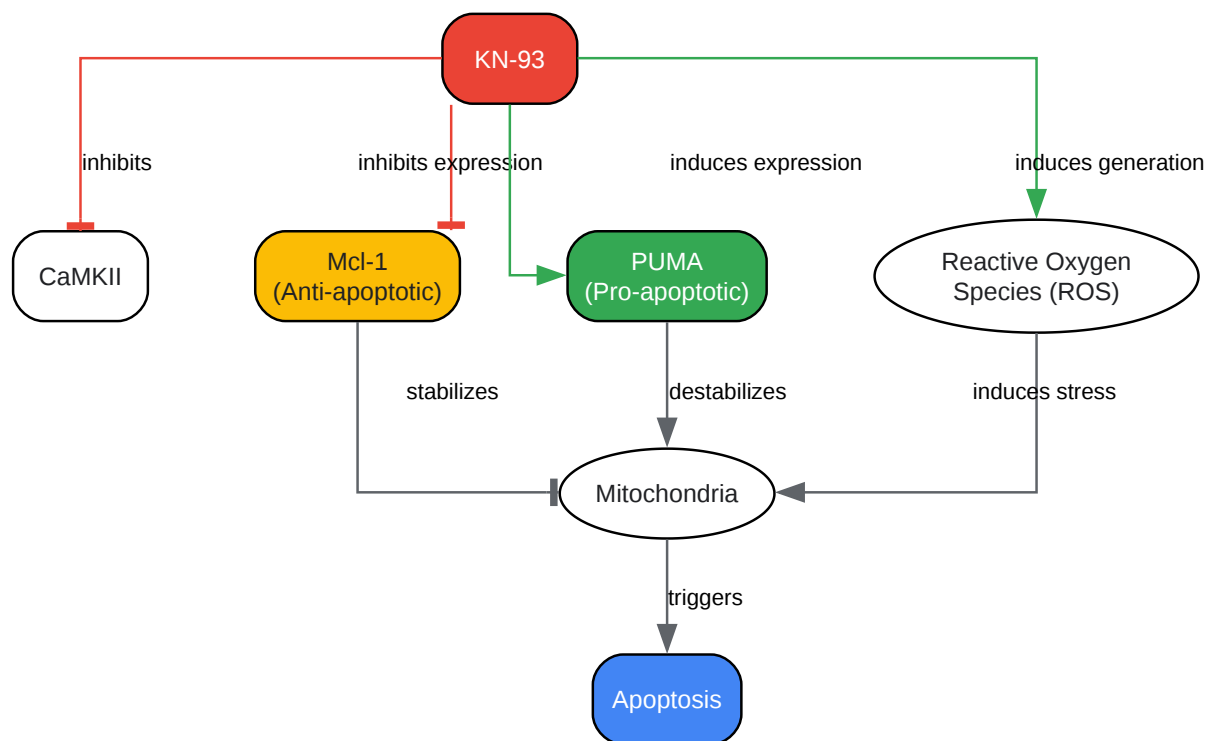 KN-93
inhibits
inhibits expression
induces expression
induces generation
CaMKII
Mcl-1
(Anti-apoptotic)
PUMA
(Pro-apoptotic)
Reactive Oxygen
Species (ROS)
stabilizes
destabilizes
induces stress
Mitochondria
triggers
Apoptosis